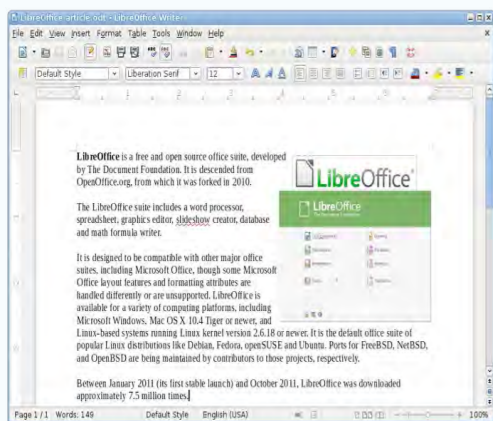 LibreOffice-article.odt - LibreOffice Writer
File Edit View Insert Format Table Tools Window Help
Default Style Liberation Serif 12
LibreOffice is a free and open source office suite, developed
by The Document Foundation. It is descended from
OpenOffice.org, from which it was forked in 2010.
The LibreOffice suite includes a word processor,
spreadsheet, graphics editor, slideshow creator, database
and math formula writer.
It is designed to be compatible with other major office
suites, including Microsoft Office, though some Microsoft
Office layout features and formatting attributes are
handled differently or are unsupported. LibreOffice is
available for a variety of computing platforms, including
Microsoft Windows, Mac OS X 10.4 Tiger or newer, and
Linux-based systems running Linux kernel version 2.6.18 or newer. It is the default office suite of
popular Linux distributions like Debian, Fedora, openSUSE and Ubuntu. Ports for FreeBSD, NetBSD,
and OpenBSD are being maintained by contributors to those projects, respectively.
Between January 2011 (its first stable launch) and October 2011, LibreOffice was downloaded
approximately 7.5 million times.
LibreOffice
LibreOffice
The Document Foundation
Page 1 / 1 Words: 149 Default Style English (USA) 100%